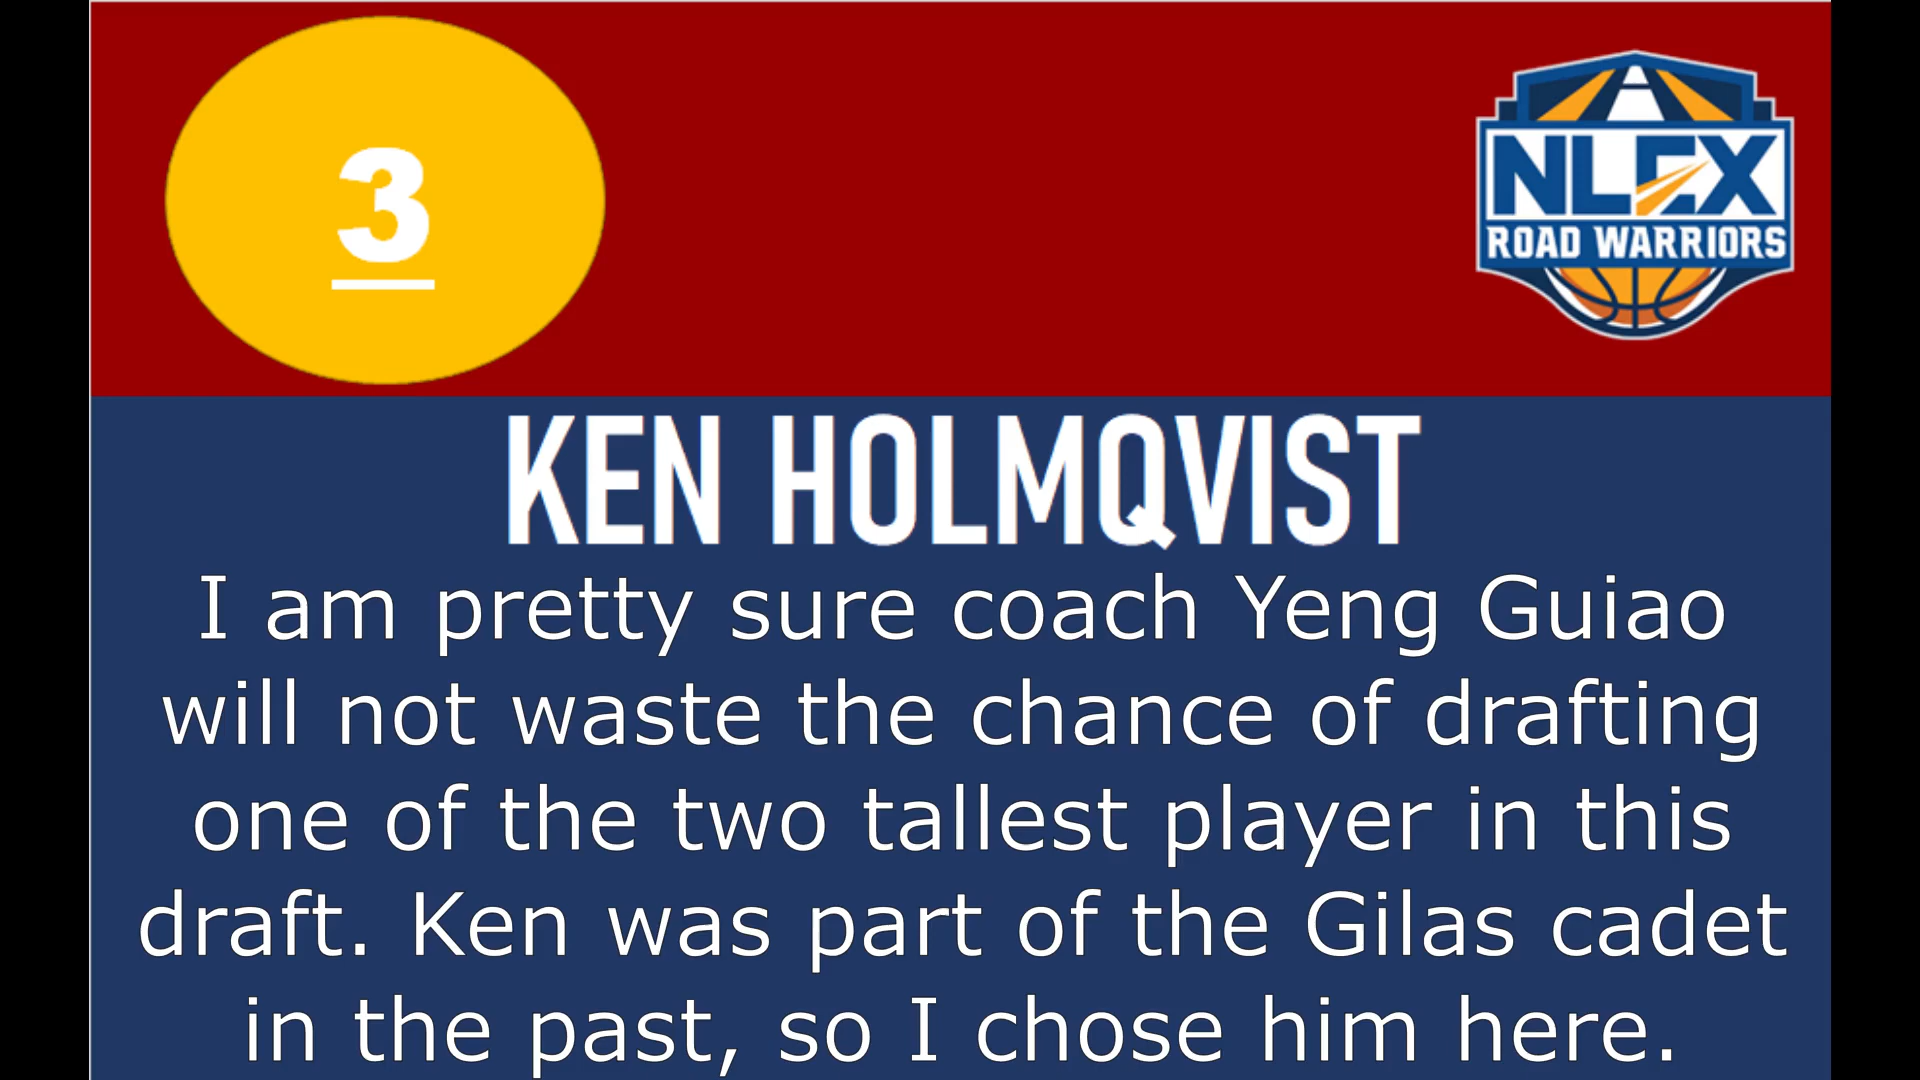 3
NLEX
ROAD WARRIORS
KEN HOLMQVIST
I am pretty sure coach Yeng Guiao
will not waste the chance of drafting
one of the two tallest player in this
draft. Ken was part of the Gilas cadet
in the past, so I chose him here.